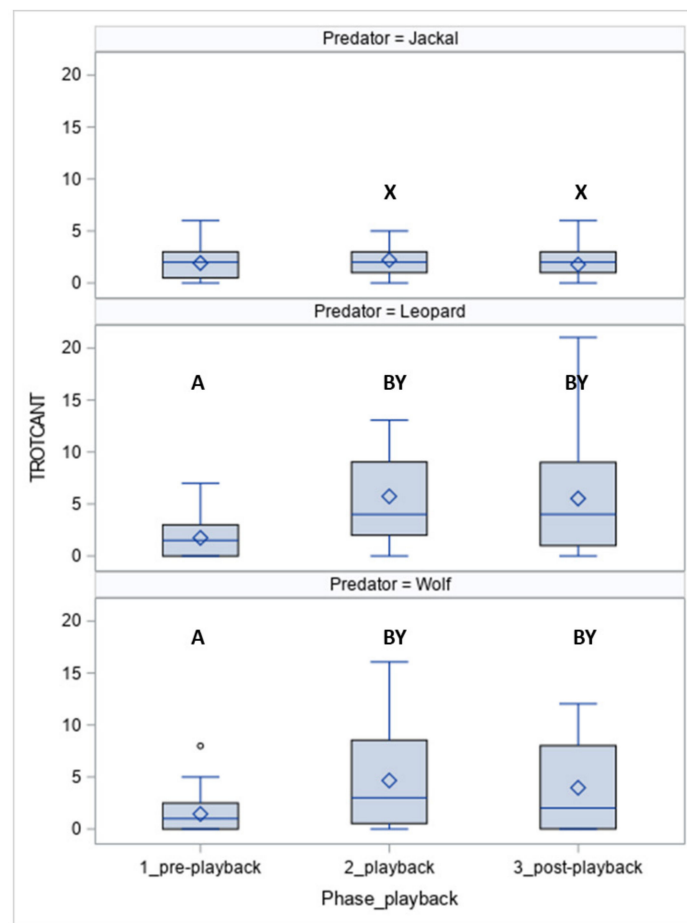 Predator = Jackal
20
15
10
5
0
X X
Predator = Leopard
20
15
10
5
0
A BY BY
TROTCANT
Predator = Wolf
20
15
10
5
0
A BY BY
1_pre-playback 2_playback 3_post-playback
Phase_playback